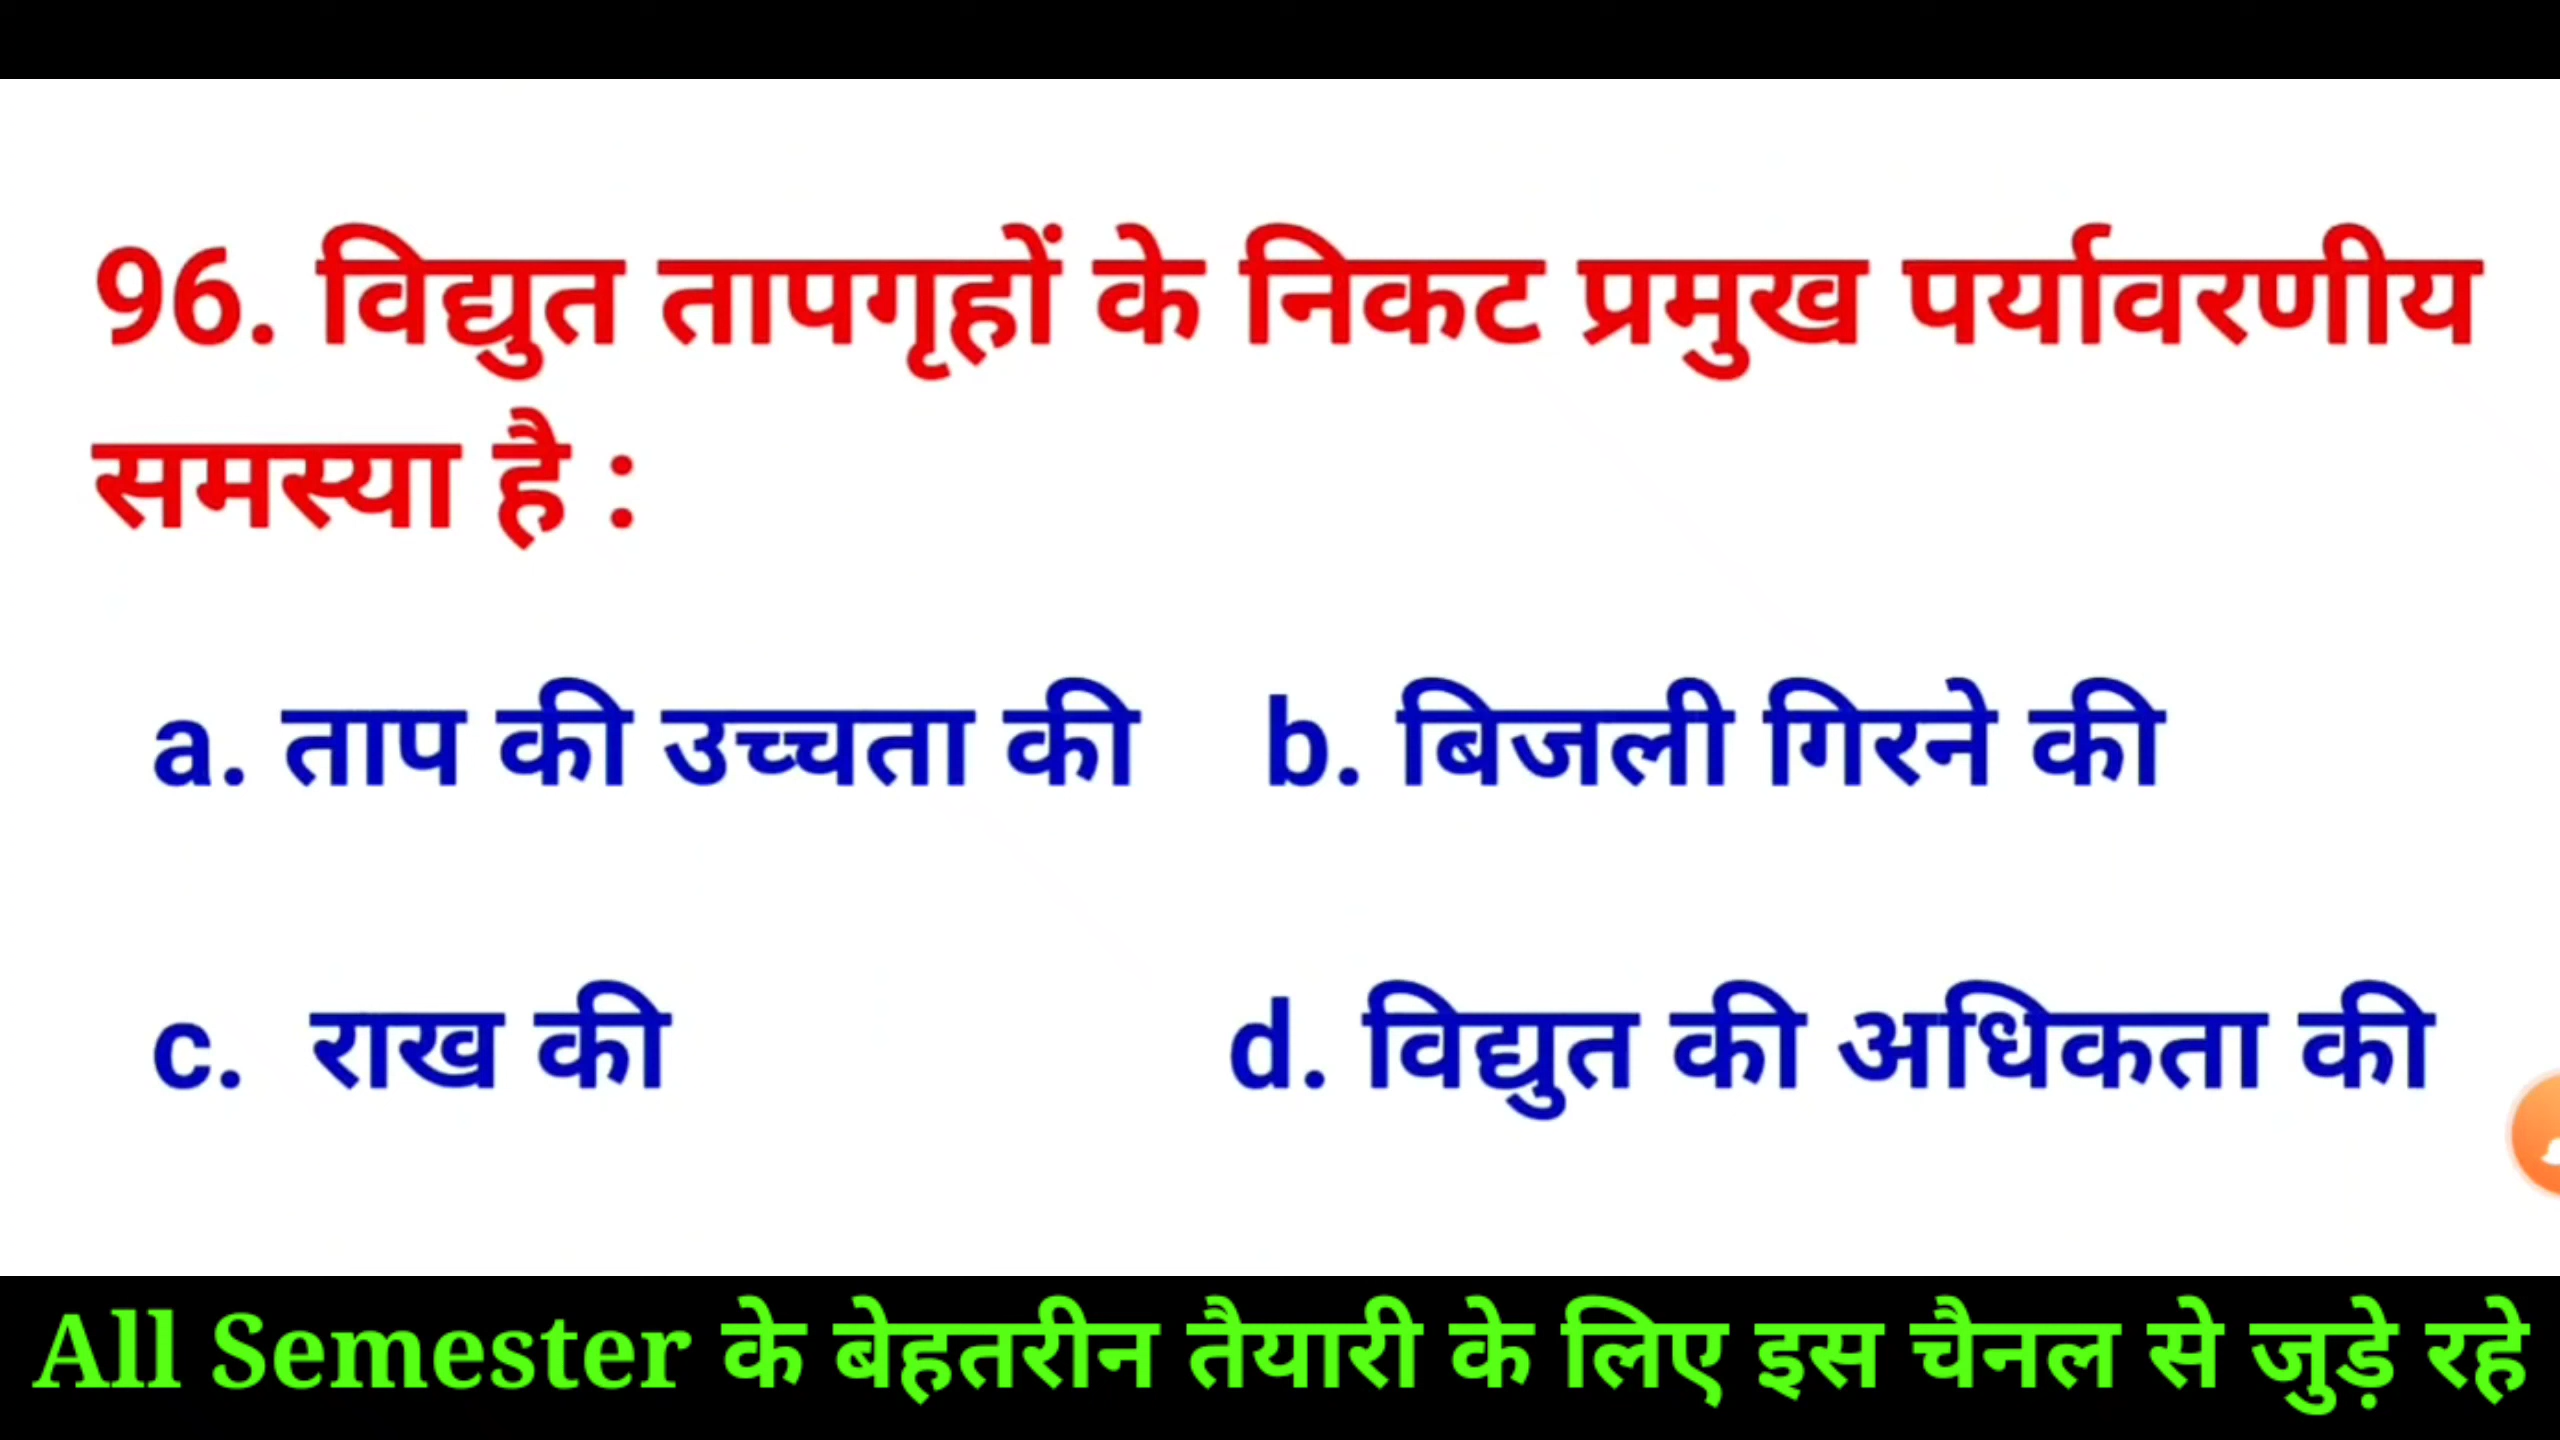 96. विद्युत तापगृहों के निकट प्रमुख पर्यावरणीय
समस्या है :
a. ताप की उच्चता की b. बिजली गिरने की
c. राख की d. विद्युत की अधिकता की
All Semester के बेहतरीन तैयारी के लिए इस चैनल से जुड़े रहे